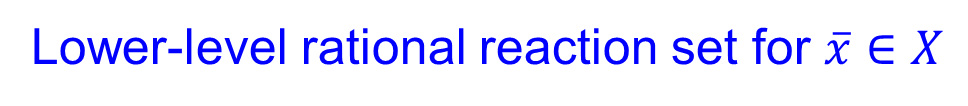 Lower-level rational reaction set for x̄ ∈ X